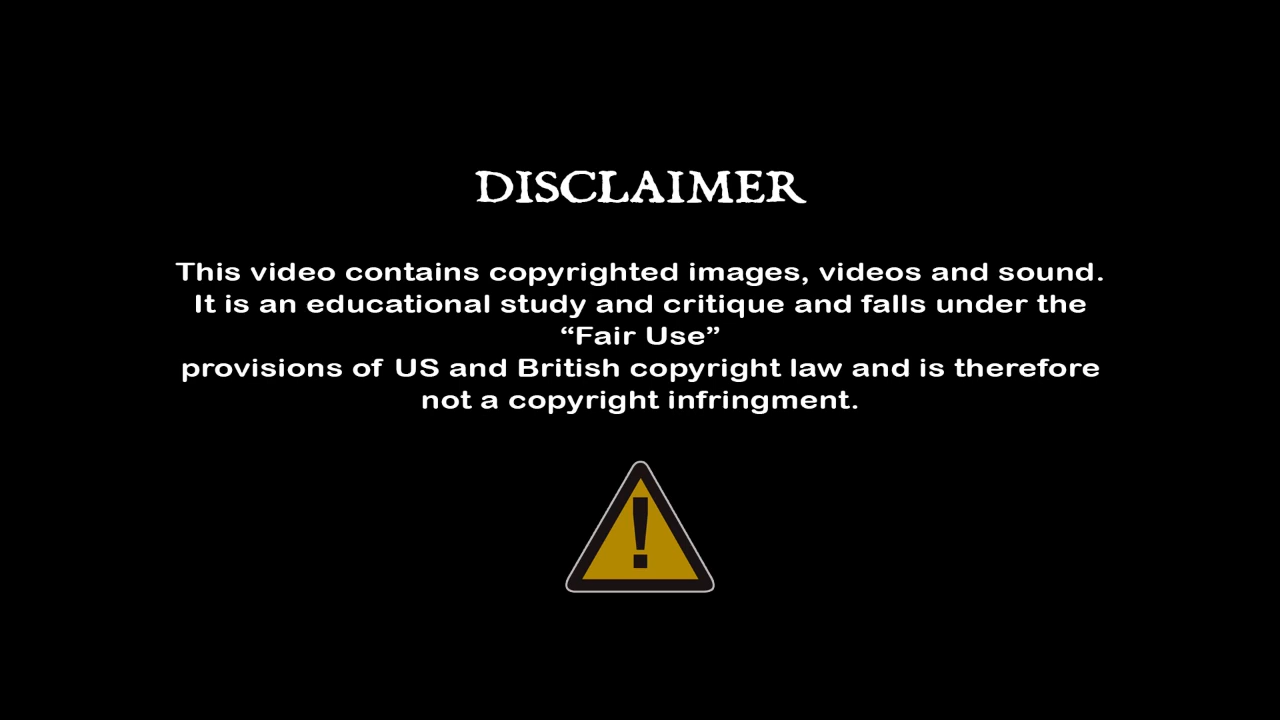 DISCLAIMER
This video contains copyrighted images, videos and sound.
It is an educational study and critique and falls under the
“Fair Use”
provisions of US and British copyright law and is therefore
not a copyright infringment.
!